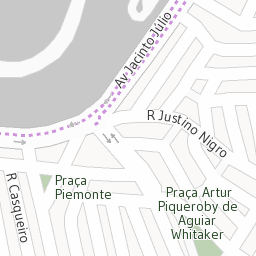 Av Jacinto Júlio
R Justino Nigro
R Casqueiro
Praça
Piemonte
Praça Artur
Piqueroby de
Aguiar
Whitaker